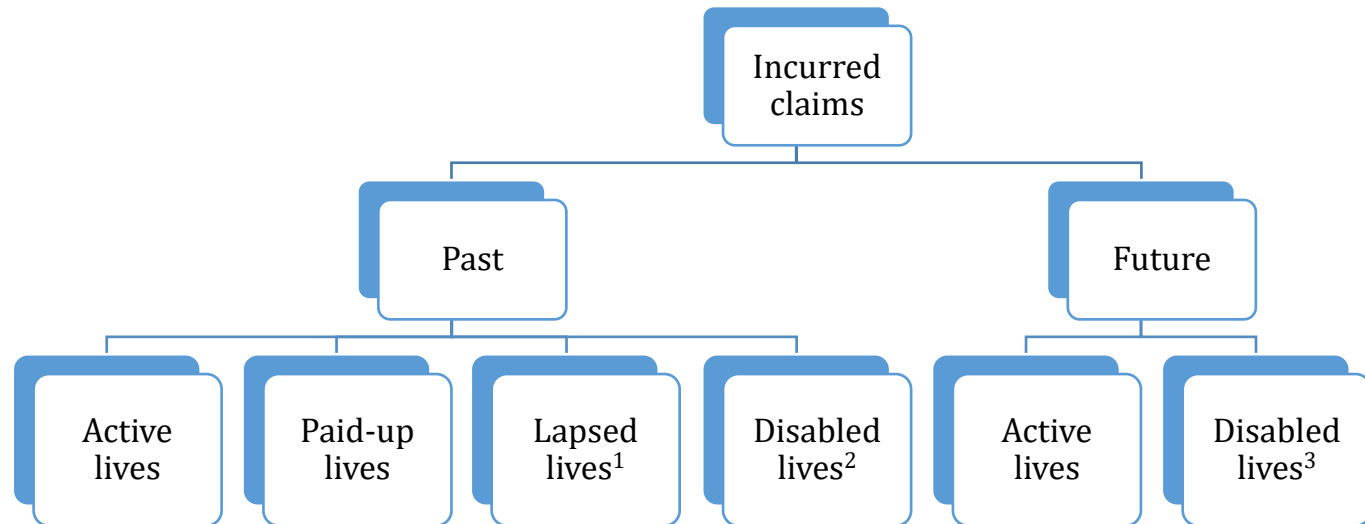 Incurred
claims
Past
Future
Active
lives
Paid-up
lives
Lapsed
lives¹
Disabled
lives²
Active
lives
Disabled
lives³